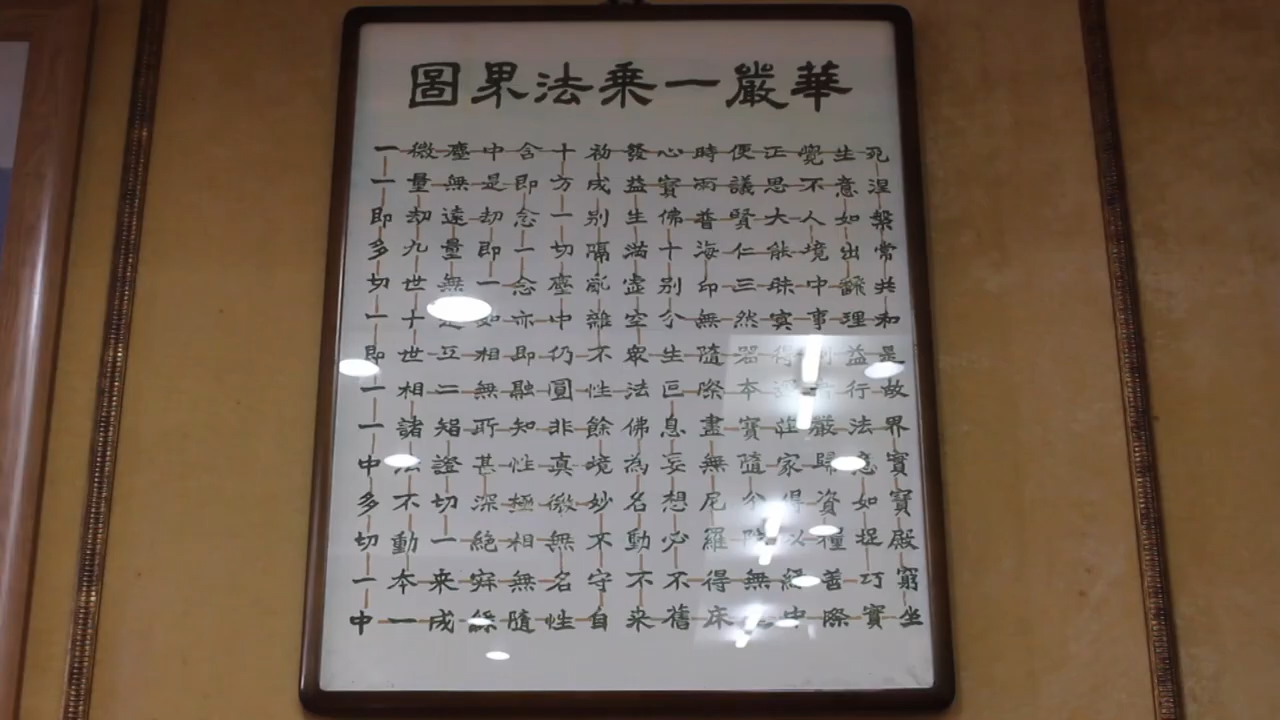 華嚴一乗法界圖
一微塵中含十初發心時便正覺生死
一量無是即方成益寶雨議思不意涅
即劫遠劫念一別生佛普賢大人如槃
多九量即一切隔滿十海仁能境出常
切世無一念塵亂虛別印三昧中繁共
一十如亦中雜空分無然冥事理和
即世互相即仍不衆生隨器得益是
一相二無融圓性法叵際本行故
一諸智所知非餘佛息盡寶莊嚴法界
中法證甚性真境為妄無隨家歸意實
多不切深極微妙名想尼分得資如寶
切動一絶相無不動必羅陀以糧捉殿
一本来寂無名守不不得無緣善巧窮
中一成緣隨性自来舊床中際實坐